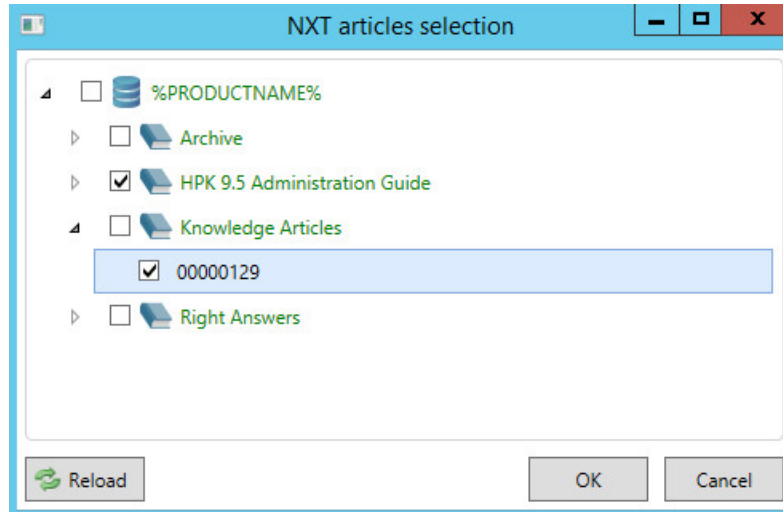 NXT articles selection
%PRODUCTNAME%
Archive
HPK 9.5 Administration Guide
Knowledge Articles
00000129
Right Answers
Reload OK Cancel